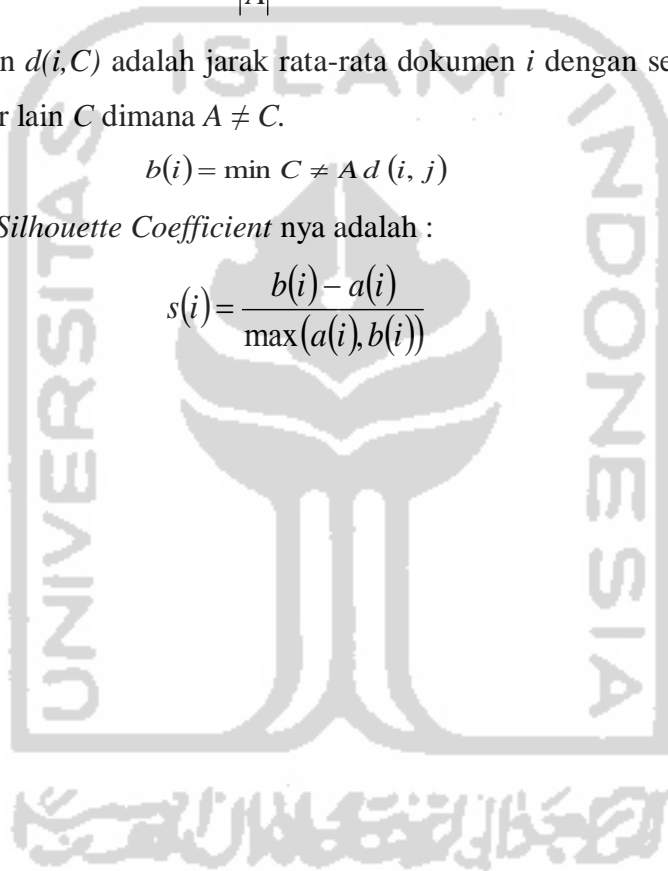 |A|
n d(i,C) adalah jarak rata-rata dokumen i dengan se
r lain C dimana A ≠ C.
b(i) = min C ≠ A d (i, j)
Silhouette Coefficient nya adalah :
s(i) = b(i) − a(i) / max(a(i), b(i))
UNIVERSITAS
ISLAM
INDONESIA